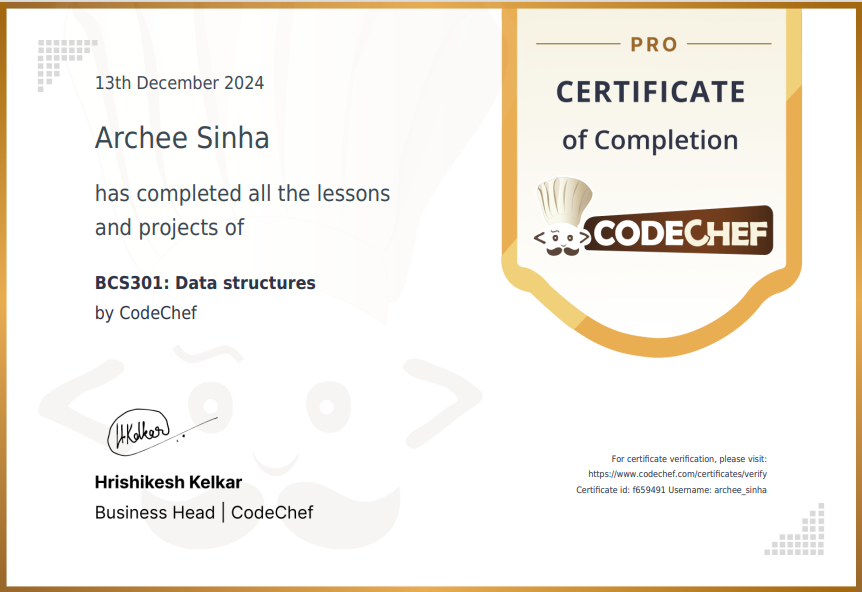 13th December 2024
Archee Sinha
has completed all the lessons
and projects of
BCS301: Data structures
by CodeChef
H.Kelkar
Hrishikesh Kelkar
Business Head | CodeChef
PRO
CERTIFICATE
of Completion
CODECHEF
For certificate verification, please visit:
https://www.codechef.com/certificates/verify
Certificate id: f659491 Username: archee_sinha